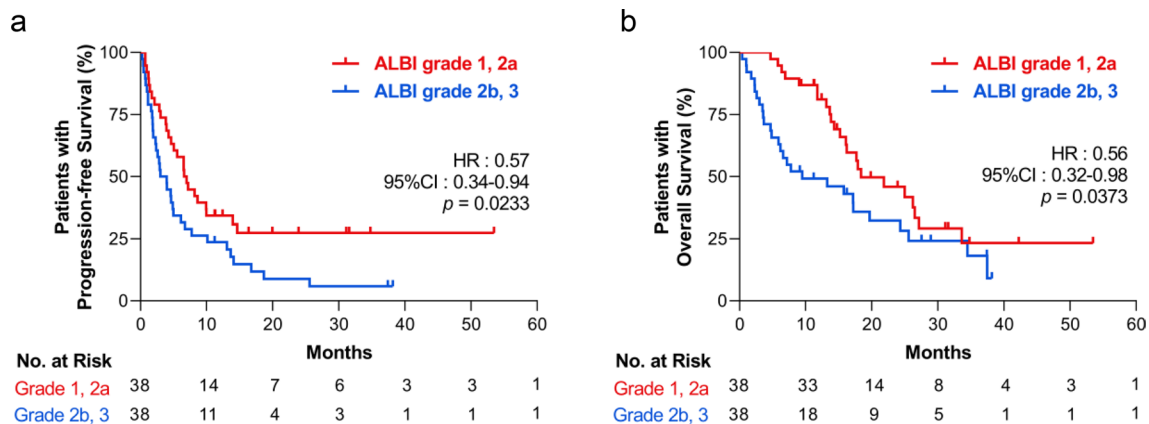 a
100
75
50
25
0
Patients with
Progression-free Survival (%)
ALBI grade 1, 2a
ALBI grade 2b, 3
HR : 0.57
95%CI : 0.34-0.94
p = 0.0233
0 10 20 30 40 50 60
Months
No. at Risk
Grade 1, 2a 38 14 7 6 3 3 1
Grade 2b, 3 38 11 4 3 1 1 1
b
100
75
50
25
0
Patients with
Overall Survival (%)
ALBI grade 1, 2a
ALBI grade 2b, 3
HR : 0.56
95%CI : 0.32-0.98
p = 0.0373
0 10 20 30 40 50 60
Months
No. at Risk
Grade 1, 2a 38 33 14 8 4 3 1
Grade 2b, 3 38 18 9 5 1 1 1